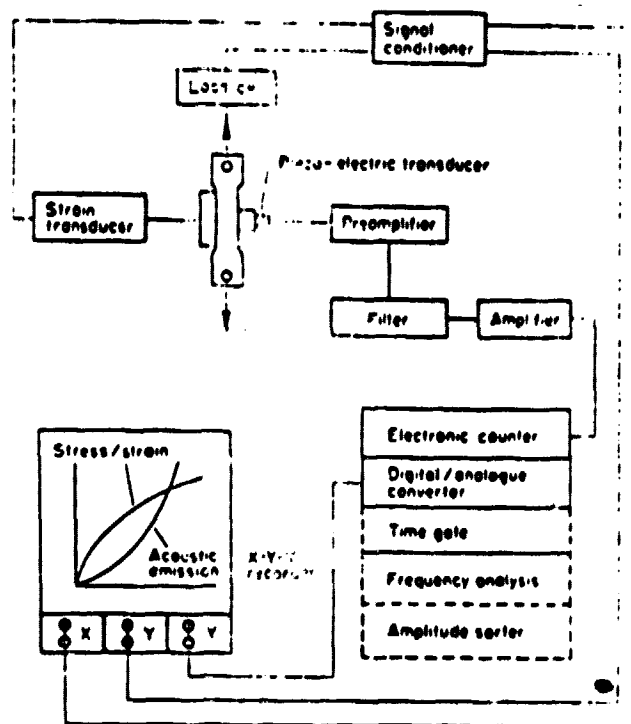 Signal
conditioner
transducer
Strain
transducer
Preamplifier
Filter
Amplifier
Electronic counter
Digital/analogue
converter
Time gate
Frequency analysis
Amplitude sorter
Stress/strain
Acoustic
emission
recorder
X
Y
Y